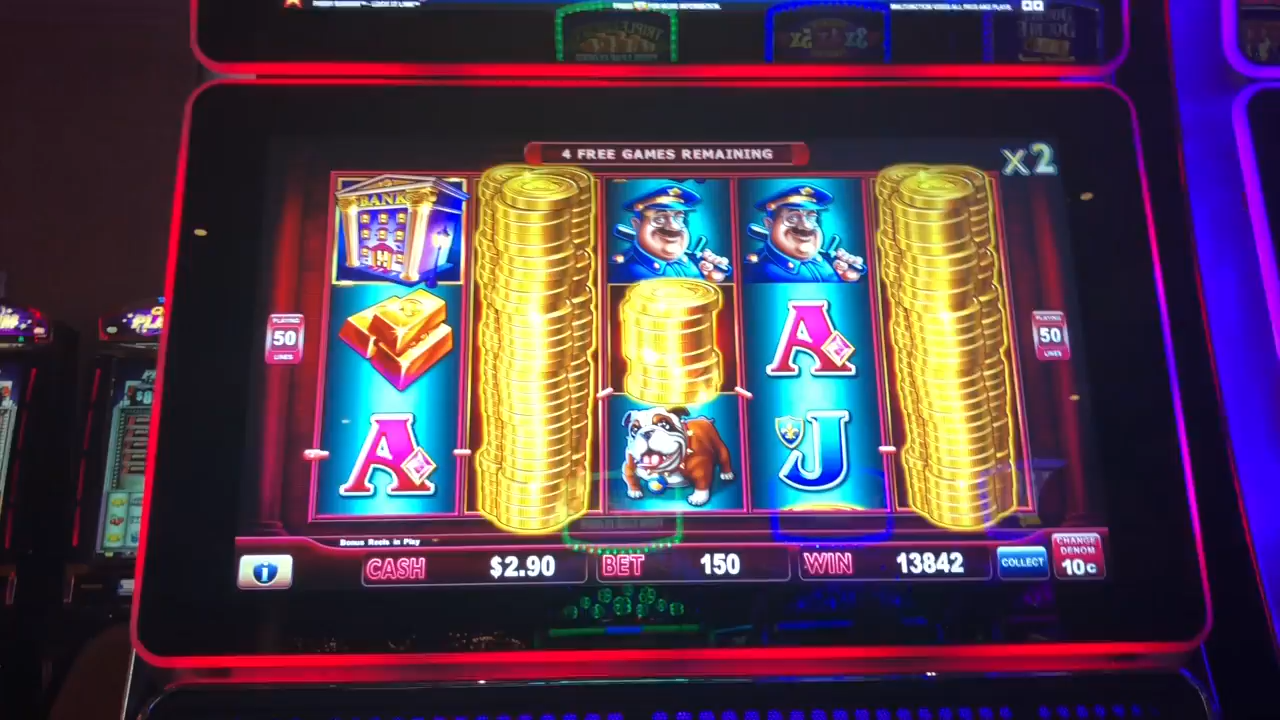 4 FREE GAMES REMAINING
X2
BANK
PLAYING
50
LINES
PLAYING
50
LINES
A
A
J
Bonus Reels in Play
CASH $2.90 BET 150 WIN 13842 COLLECT
CHANGE
DENOM
10¢